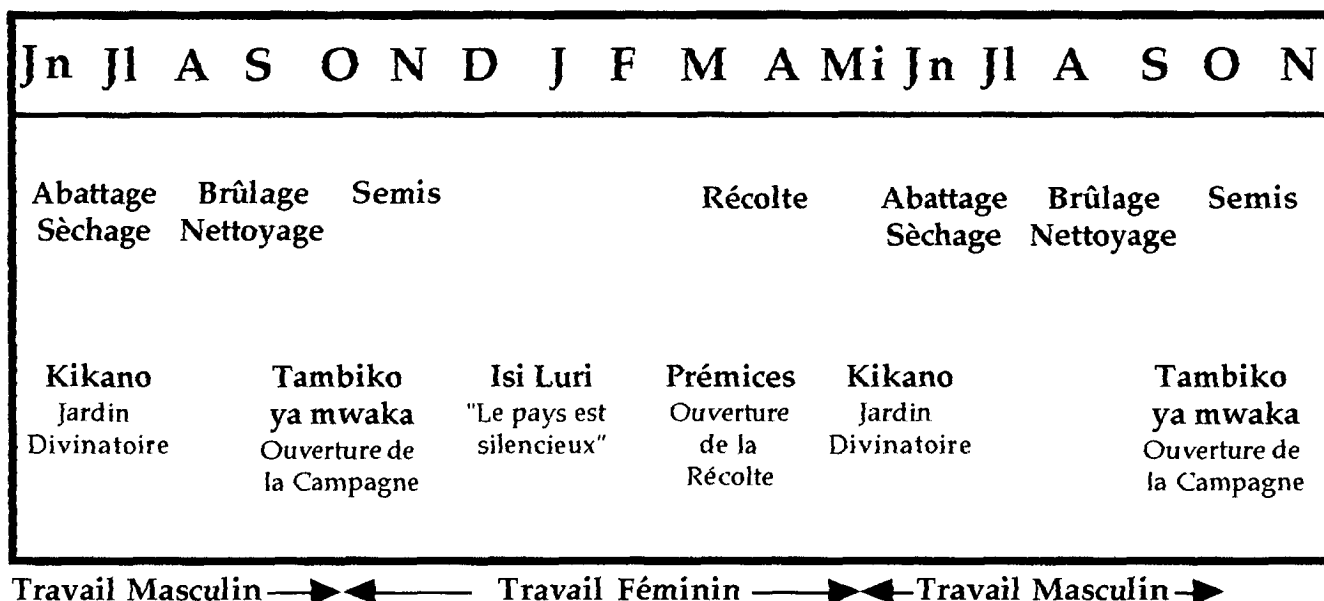 Jn Jl A S O N D J F M A Mi Jn Jl A S O N
Abattage Brûlage Semis Récolte Abattage Brûlage Semis
Sèchage Nettoyage Sèchage Nettoyage
Kikano Tambiko Isi Luri Prémices Kikano Tambiko
Jardin ya mwaka "Le pays est Ouverture Jardin ya mwaka
Divinatoire Ouverture de silencieux" de la Divinatoire Ouverture de
la Campagne Récolte la Campagne
Travail Masculin Travail Féminin Travail Masculin